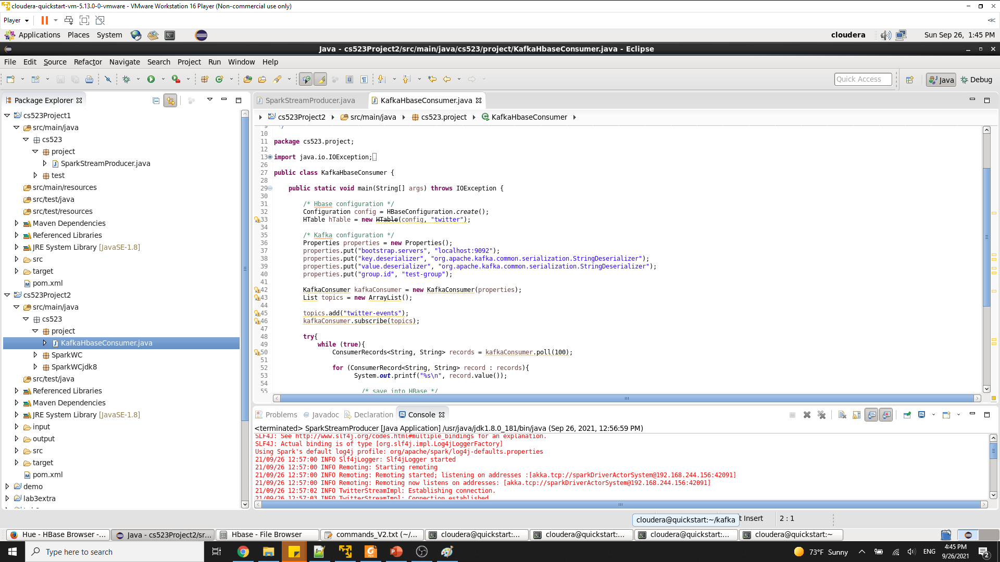 cloudera-quickstart-vm-5.13.0-0-vmware - VMware Workstation 16 Player (Non-commercial use only)
Player
Applications Places System cloudera Sun Sep 26, 1:45 PM
Java - cs523Project2/src/main/java/cs523/project/KafkaHbaseConsumer.java - Eclipse
File Edit Source Refactor Navigate Search Project Run Window Help
Quick Access Java Debug
Package Explorer
cs523Project1
src/main/java
cs523
project
SparkStreamProducer.java
test
src/main/resources
src/test/java
src/test/resources
Maven Dependencies
Referenced Libraries
JRE System Library [JavaSE-1.8]
src
target
pom.xml
cs523Project2
src/main/java
cs523
project
KafkaHbaseConsumer.java
SparkWC
SparkWCjdk8
src/test/java
Referenced Libraries
Maven Dependencies
JRE System Library [JavaSE-1.8]
input
output
src
target
pom.xml
demo
lab3extra
SparkStreamProducer.java KafkaHbaseConsumer.java
cs523Project2 src/main/java cs523.project KafkaHbaseConsumer
9 */
10
11 package cs523.project;
12
13 import java.io.IOException;
26
27 public class KafkaHbaseConsumer {
28
29 public static void main(String[] args) throws IOException {
30
31 /* Hbase configuration */
32 Configuration config = HBaseConfiguration.create();
33 HTable hTable = new HTable(config, "twitter");
34
35 /* Kafka configuration */
36 Properties properties = new Properties();
37 properties.put("bootstrap.servers", "localhost:9092");
38 properties.put("key.deserializer", "org.apache.kafka.common.serialization.StringDeserializer");
39 properties.put("value.deserializer", "org.apache.kafka.common.serialization.StringDeserializer");
40 properties.put("group.id", "test-group");
41
42 KafkaConsumer kafkaConsumer = new KafkaConsumer(properties);
43 List topics = new ArrayList();
44
45 topics.add("twitter-events");
46 kafkaConsumer.subscribe(topics);
47
48 try{
49 while (true){
50 ConsumerRecords<String, String> records = kafkaConsumer.poll(100);
51
52 for (ConsumerRecord<String, String> record : records){
53 System.out.printf("%s\n", record.value());
54
55 /* save into HBase */
Problems Javadoc Declaration Console
<terminated> SparkStreamProducer [Java Application] /usr/java/jdk1.8.0_181/bin/java (Sep 26, 2021, 12:56:59 PM)
SLF4J: See http://www.slf4j.org/codes.html#multiple_bindings for an explanation.
SLF4J: Actual binding is of type [org.slf4j.impl.Log4jLoggerFactory]
Using Spark's default log4j profile: org/apache/spark/log4j-defaults.properties
21/09/26 12:57:00 INFO Slf4jLogger: Slf4jLogger started
21/09/26 12:57:00 INFO Remoting: Starting remoting
21/09/26 12:57:00 INFO Remoting: Remoting started; listening on addresses :[akka.tcp://sparkDriverActorSystem@192.168.244.156:42091]
21/09/26 12:57:00 INFO Remoting: Remoting now listens on addresses: [akka.tcp://sparkDriverActorSystem@192.168.244.156:42091]
21/09/26 12:57:02 INFO TwitterStreamImpl: Establishing connection.
21/09/26 12:57:03 INFO TwitterStreamImpl: Connection established.
cloudera@quickstart:~/kafka t Insert 2 : 1
Hue - HBase Browser -... Java - cs523Project2/sr... Hbase - File Browser commands_V2.txt (~/... cloudera@quickstart:... cloudera@quickstart:... cloudera@quickstart:... cloudera@quickstart:~
Type here to search 73°F Sunny ENG 4:45 PM
9/26/2021
2